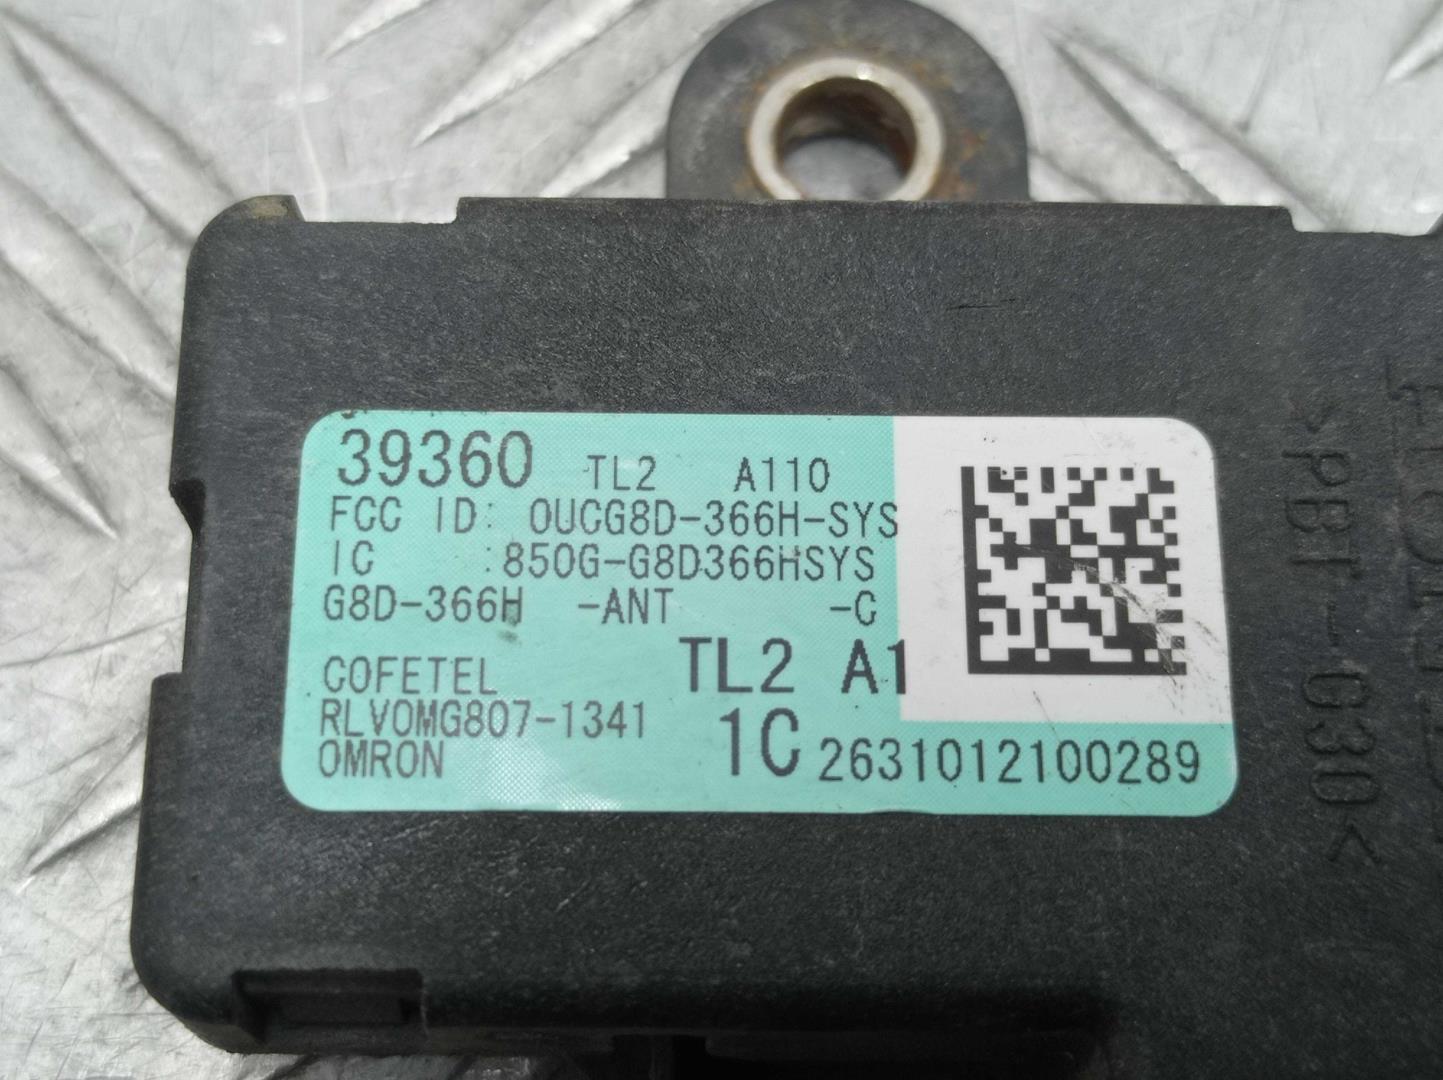 39360 TL2 A110
FCC ID: OUCG8D-366H-SYS
IC :850G-G8D366HSYS
G8D-366H -ANT -C
COFETEL TL2 A1
RLVOMG807-1341
OMRON 1C 2631012100289
>PBT-G30<